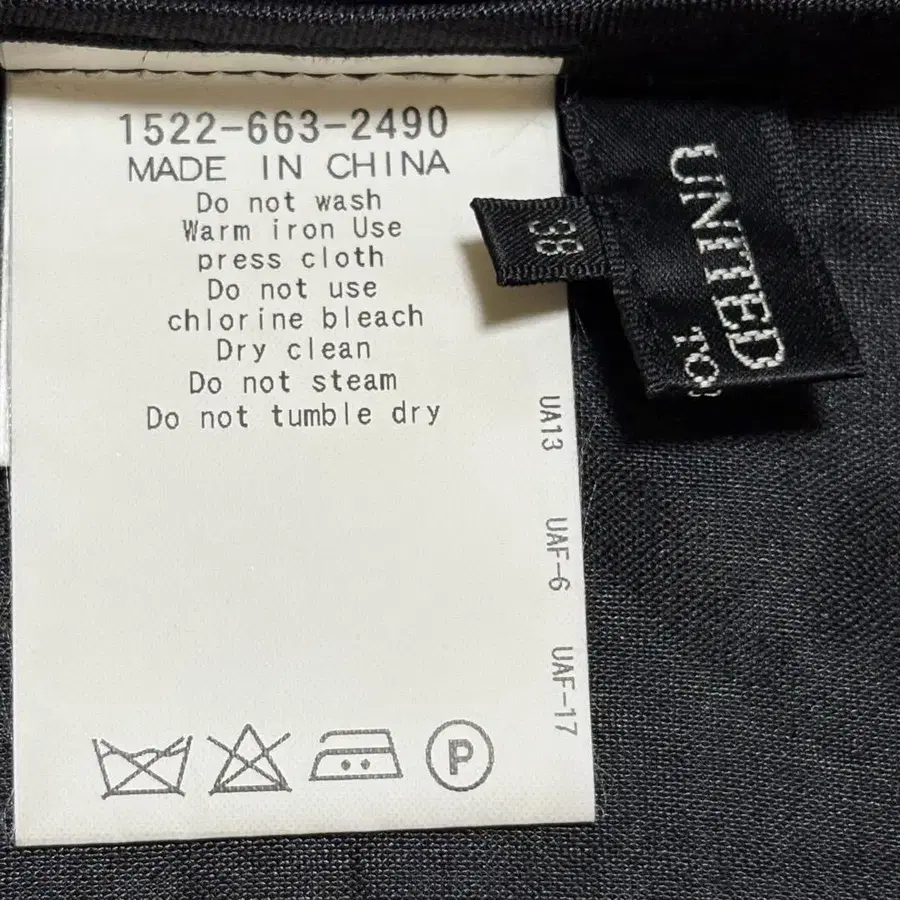 1522-663-2490
MADE IN CHINA
Do not wash
Warm iron Use
press cloth
Do not use
chlorine bleach
Dry clean
Do not steam
Do not tumble dry
UA13
UAF-6
UAF-17
P
38
UNITED